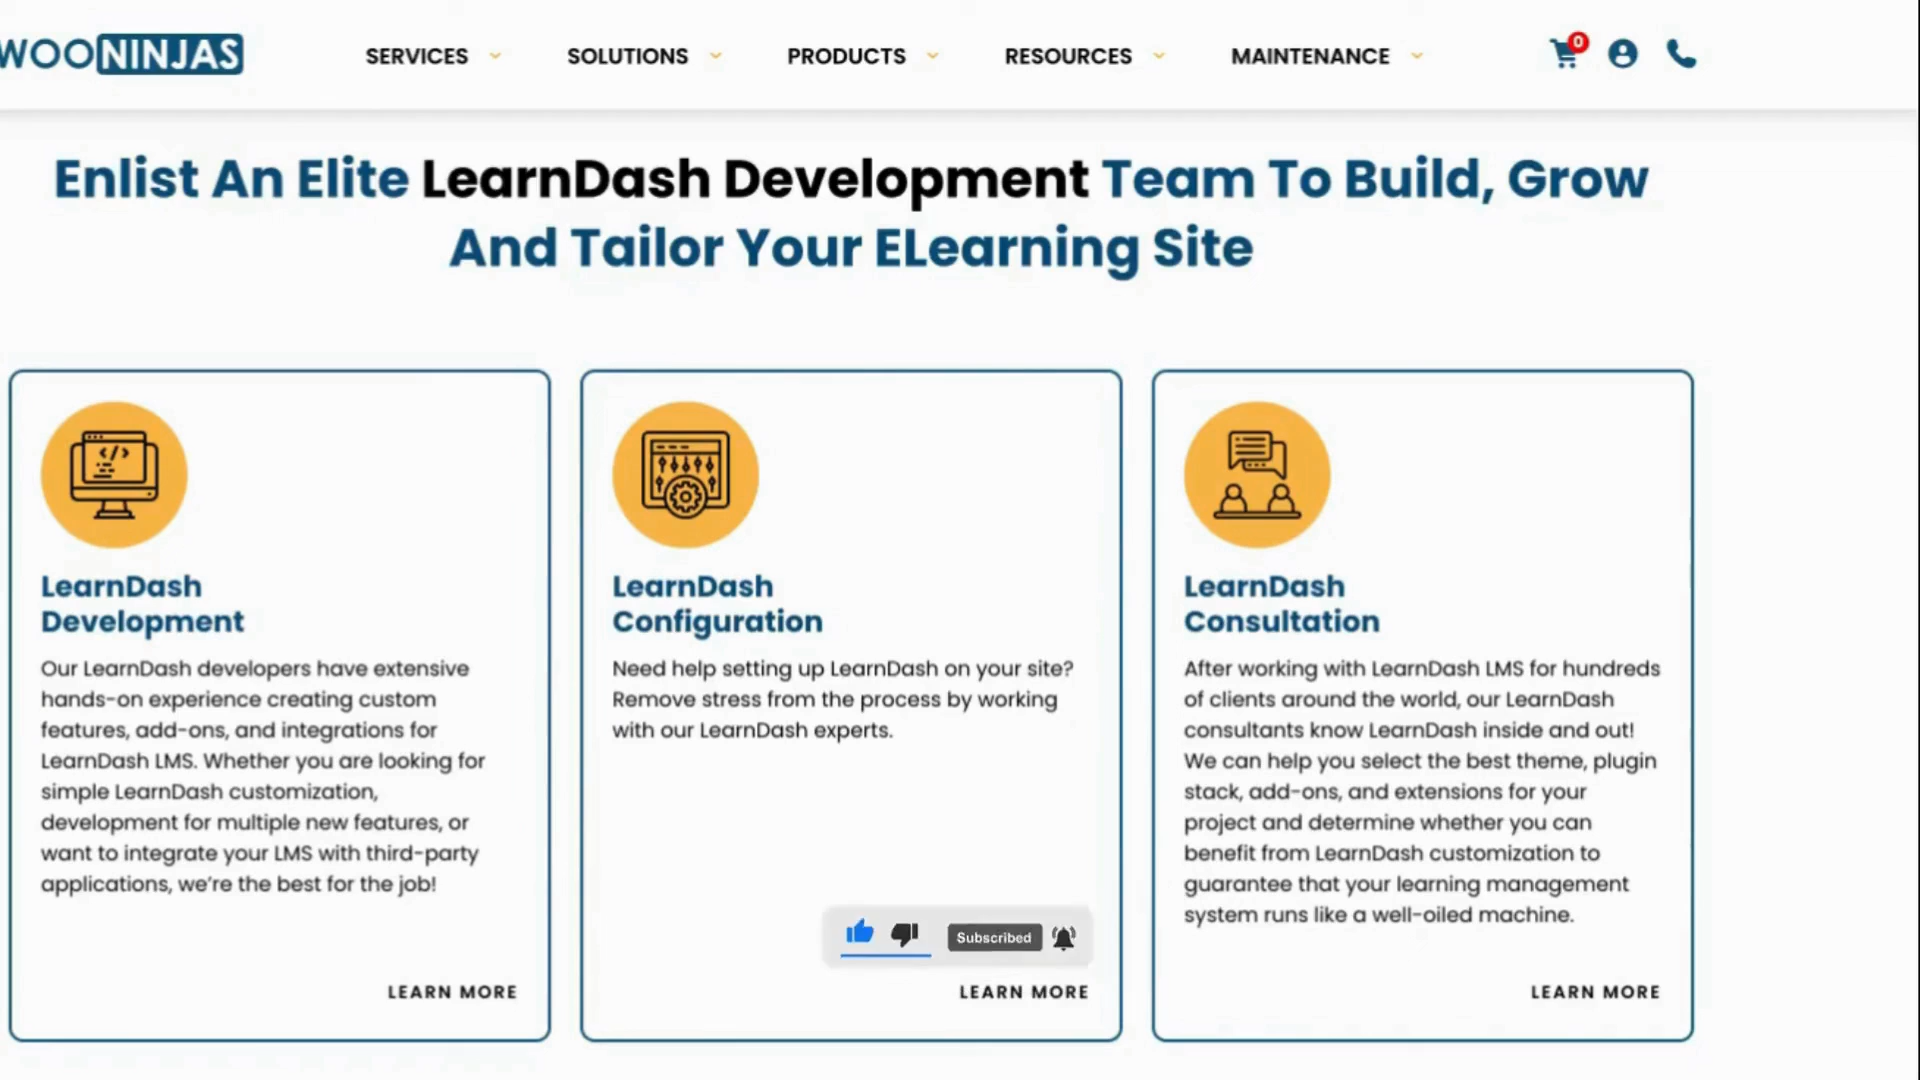 WOONINJAS
SERVICES
SOLUTIONS
PRODUCTS
RESOURCES
MAINTENANCE
0
Enlist An Elite LearnDash Development Team To Build, Grow
And Tailor Your ELearning Site
LearnDash
Development
Our LearnDash developers have extensive
hands-on experience creating custom
features, add-ons, and integrations for
LearnDash LMS. Whether you are looking for
simple LearnDash customization,
development for multiple new features, or
want to integrate your LMS with third-party
applications, we're the best for the job!
LEARN MORE
LearnDash
Configuration
Need help setting up LearnDash on your site?
Remove stress from the process by working
with our LearnDash experts.
Subscribed
LEARN MORE
LearnDash
Consultation
After working with LearnDash LMS for hundreds
of clients around the world, our LearnDash
consultants know LearnDash inside and out!
We can help you select the best theme, plugin
stack, add-ons, and extensions for your
project and determine whether you can
benefit from LearnDash customization to
guarantee that your learning management
system runs like a well-oiled machine.
LEARN MORE